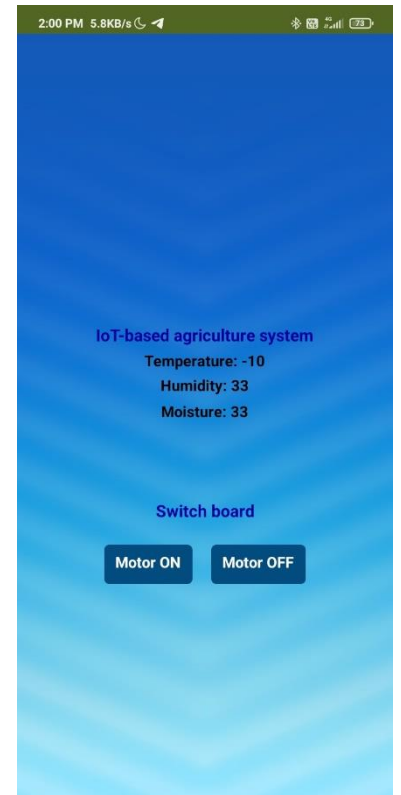 2:00 PM 5.8KB/s 4G 73
IoT-based agriculture system
Temperature: -10
Humidity: 33
Moisture: 33
Switch board
Motor ON Motor OFF